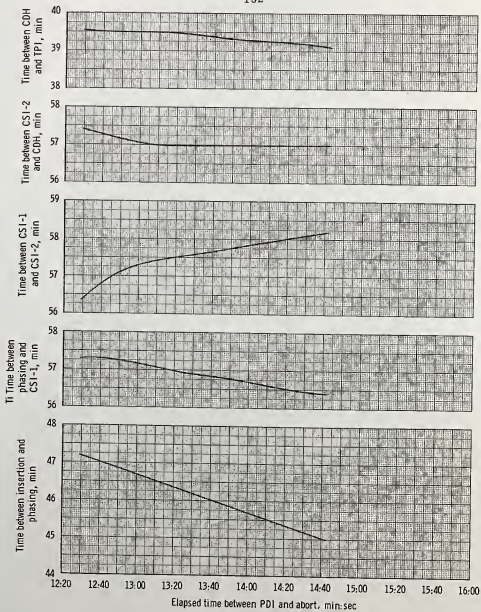 40
39
38
Time between CDH
and TPI, min
58
57
56
Time between CSI-2
and CDH, min
59
58
57
56
Time between CSI-1
and CSI-2, min
58
57
56
Ti Time between
phasing and
CSI-1, min
48
47
46
45
44
Time between insertion and
phasing, min
12:20 12:40 13:00 13:20 13:40 14:00 14:20 14:40 15:00 15:20 15:40 16:00
Elapsed time between PDI and abort, min:sec